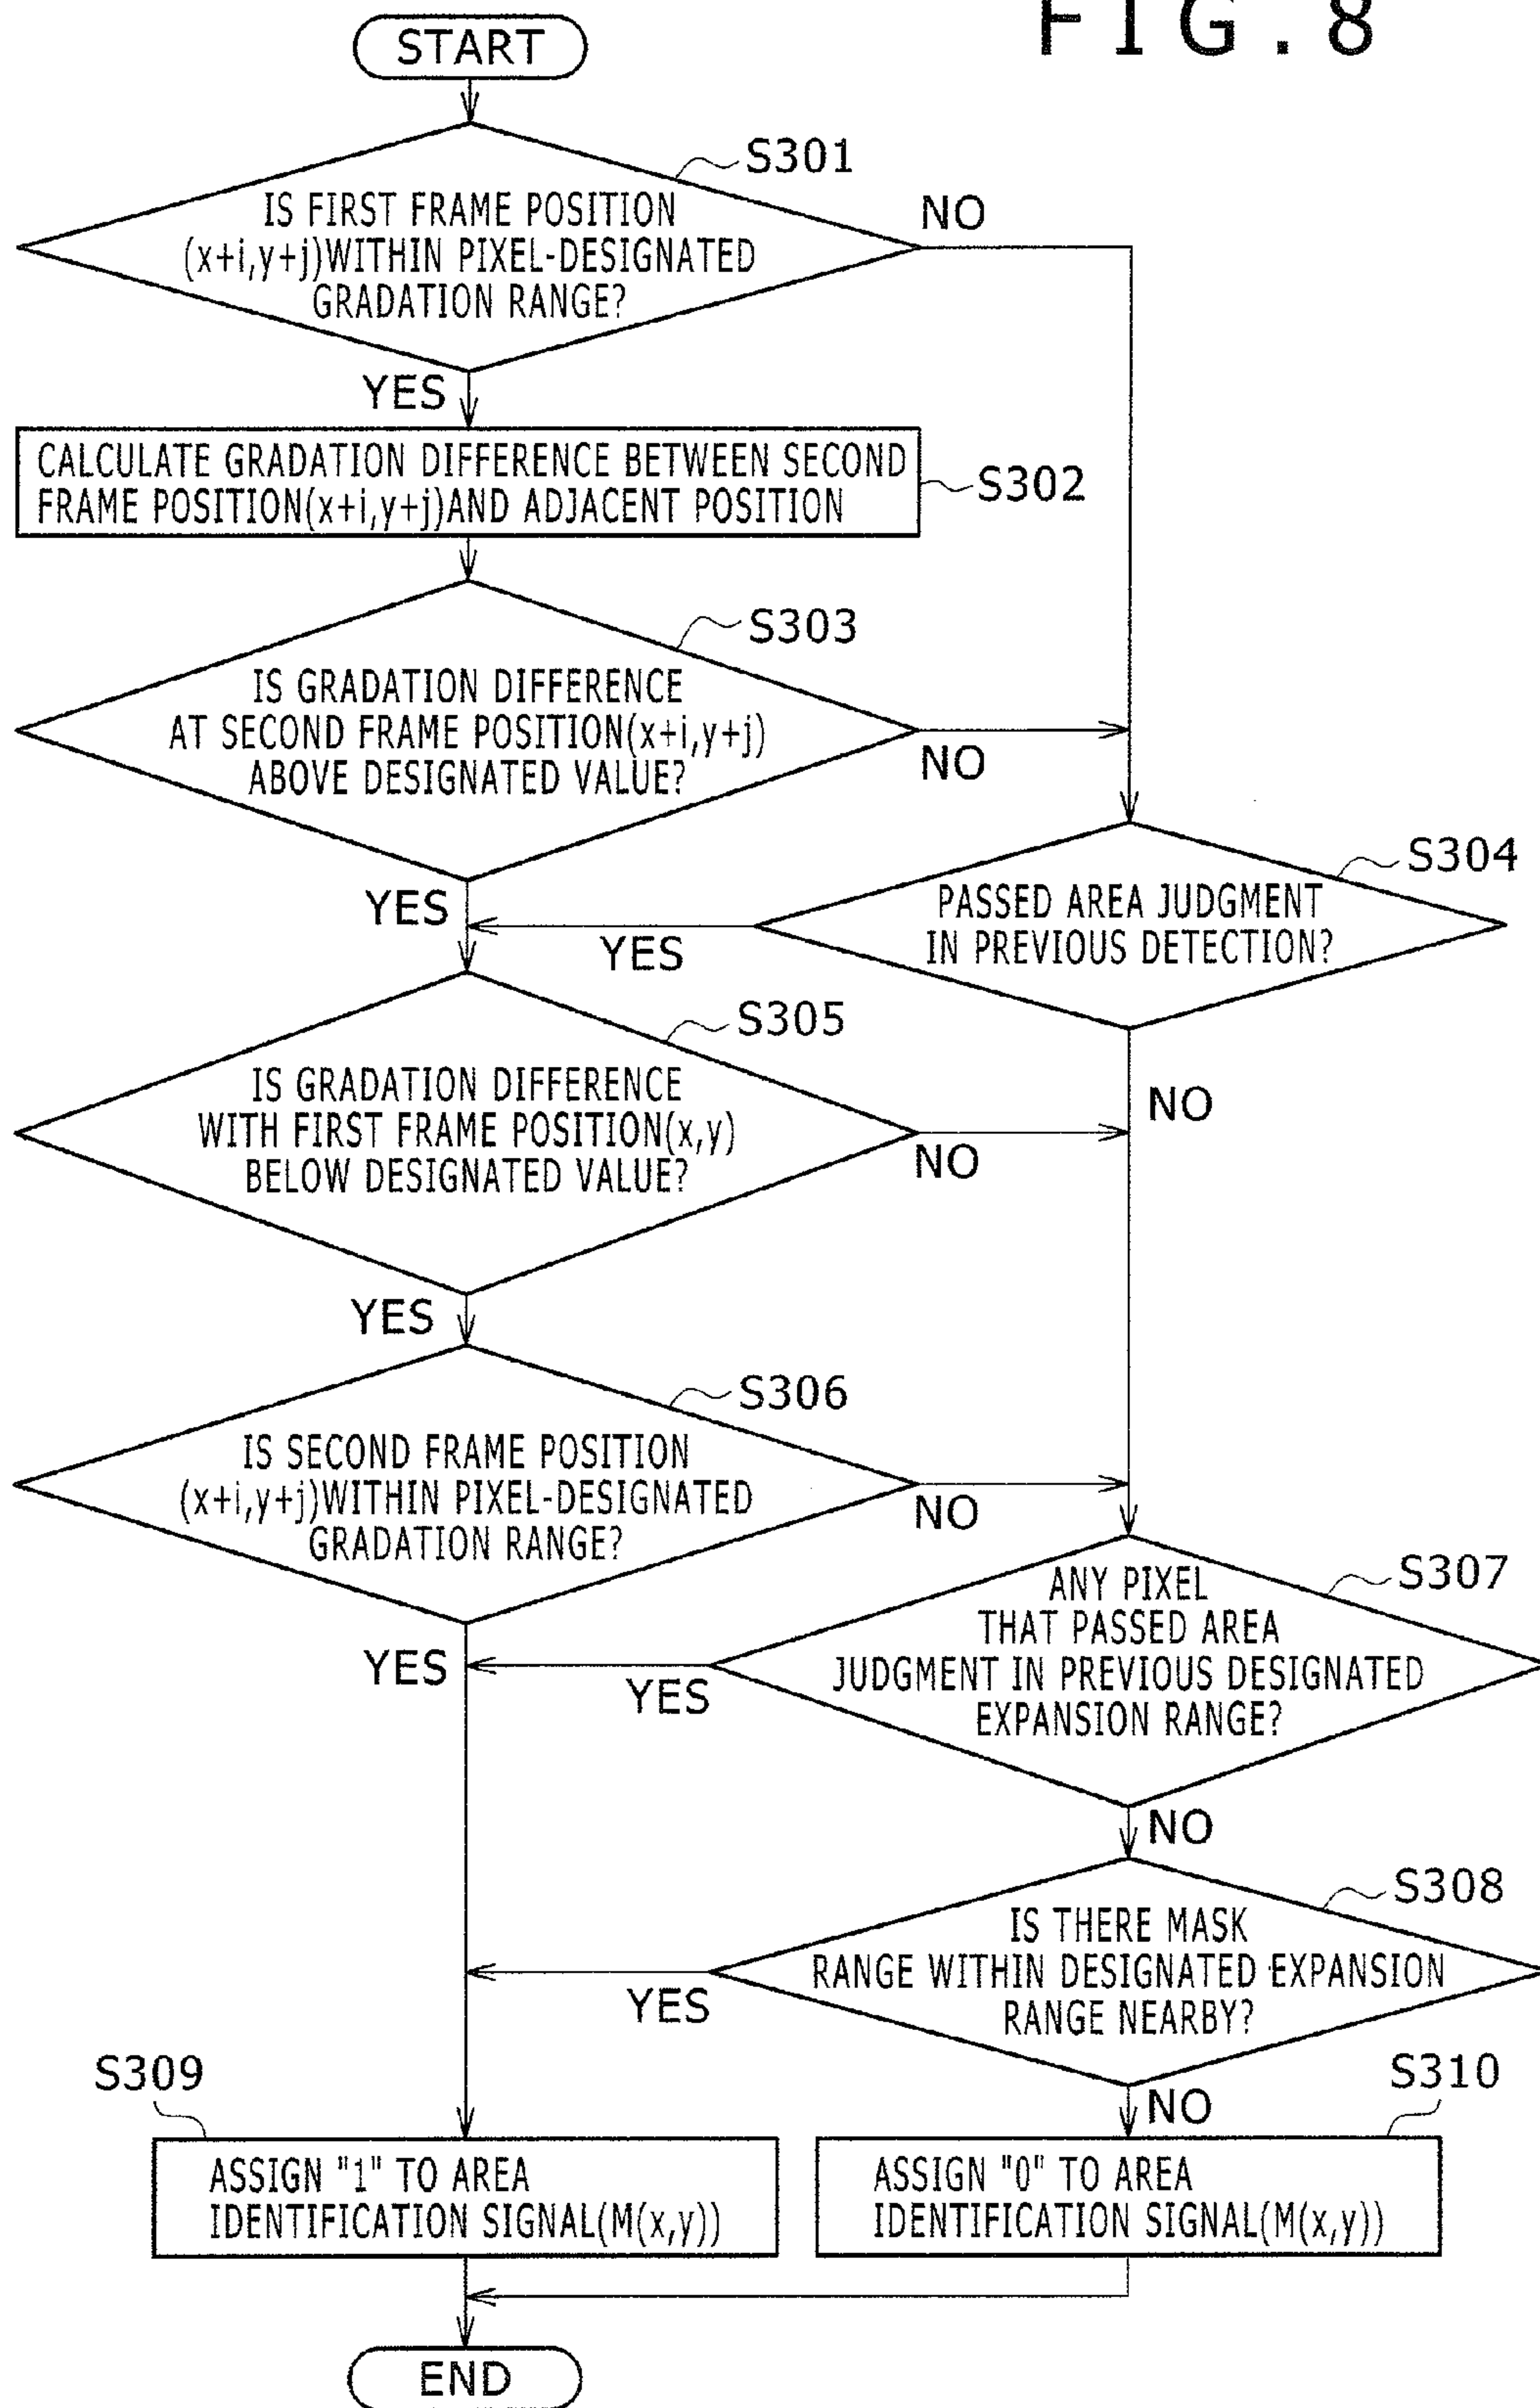 FIG.8
START
S301
IS FIRST FRAME POSITION
(x+i,y+j)WITHIN PIXEL-DESIGNATED
GRADATION RANGE?
NO
YES
CALCULATE GRADATION DIFFERENCE BETWEEN SECOND
FRAME POSITION(x+i,y+j)AND ADJACENT POSITION
S302
S303
IS GRADATION DIFFERENCE
AT SECOND FRAME POSITION(x+i,y+j)
ABOVE DESIGNATED VALUE?
NO
YES
S304
PASSED AREA JUDGMENT
IN PREVIOUS DETECTION?
YES
NO
S305
IS GRADATION DIFFERENCE
WITH FIRST FRAME POSITION(x,y)
BELOW DESIGNATED VALUE?
NO
YES
S306
IS SECOND FRAME POSITION
(x+i,y+j)WITHIN PIXEL-DESIGNATED
GRADATION RANGE?
NO
YES
S307
ANY PIXEL
THAT PASSED AREA
JUDGMENT IN PREVIOUS DESIGNATED
EXPANSION RANGE?
YES
NO
S308
IS THERE MASK
RANGE WITHIN DESIGNATED EXPANSION
RANGE NEARBY?
YES
NO
S309
ASSIGN "1" TO AREA
IDENTIFICATION SIGNAL(M(x,y))
S310
ASSIGN "0" TO AREA
IDENTIFICATION SIGNAL(M(x,y))
END